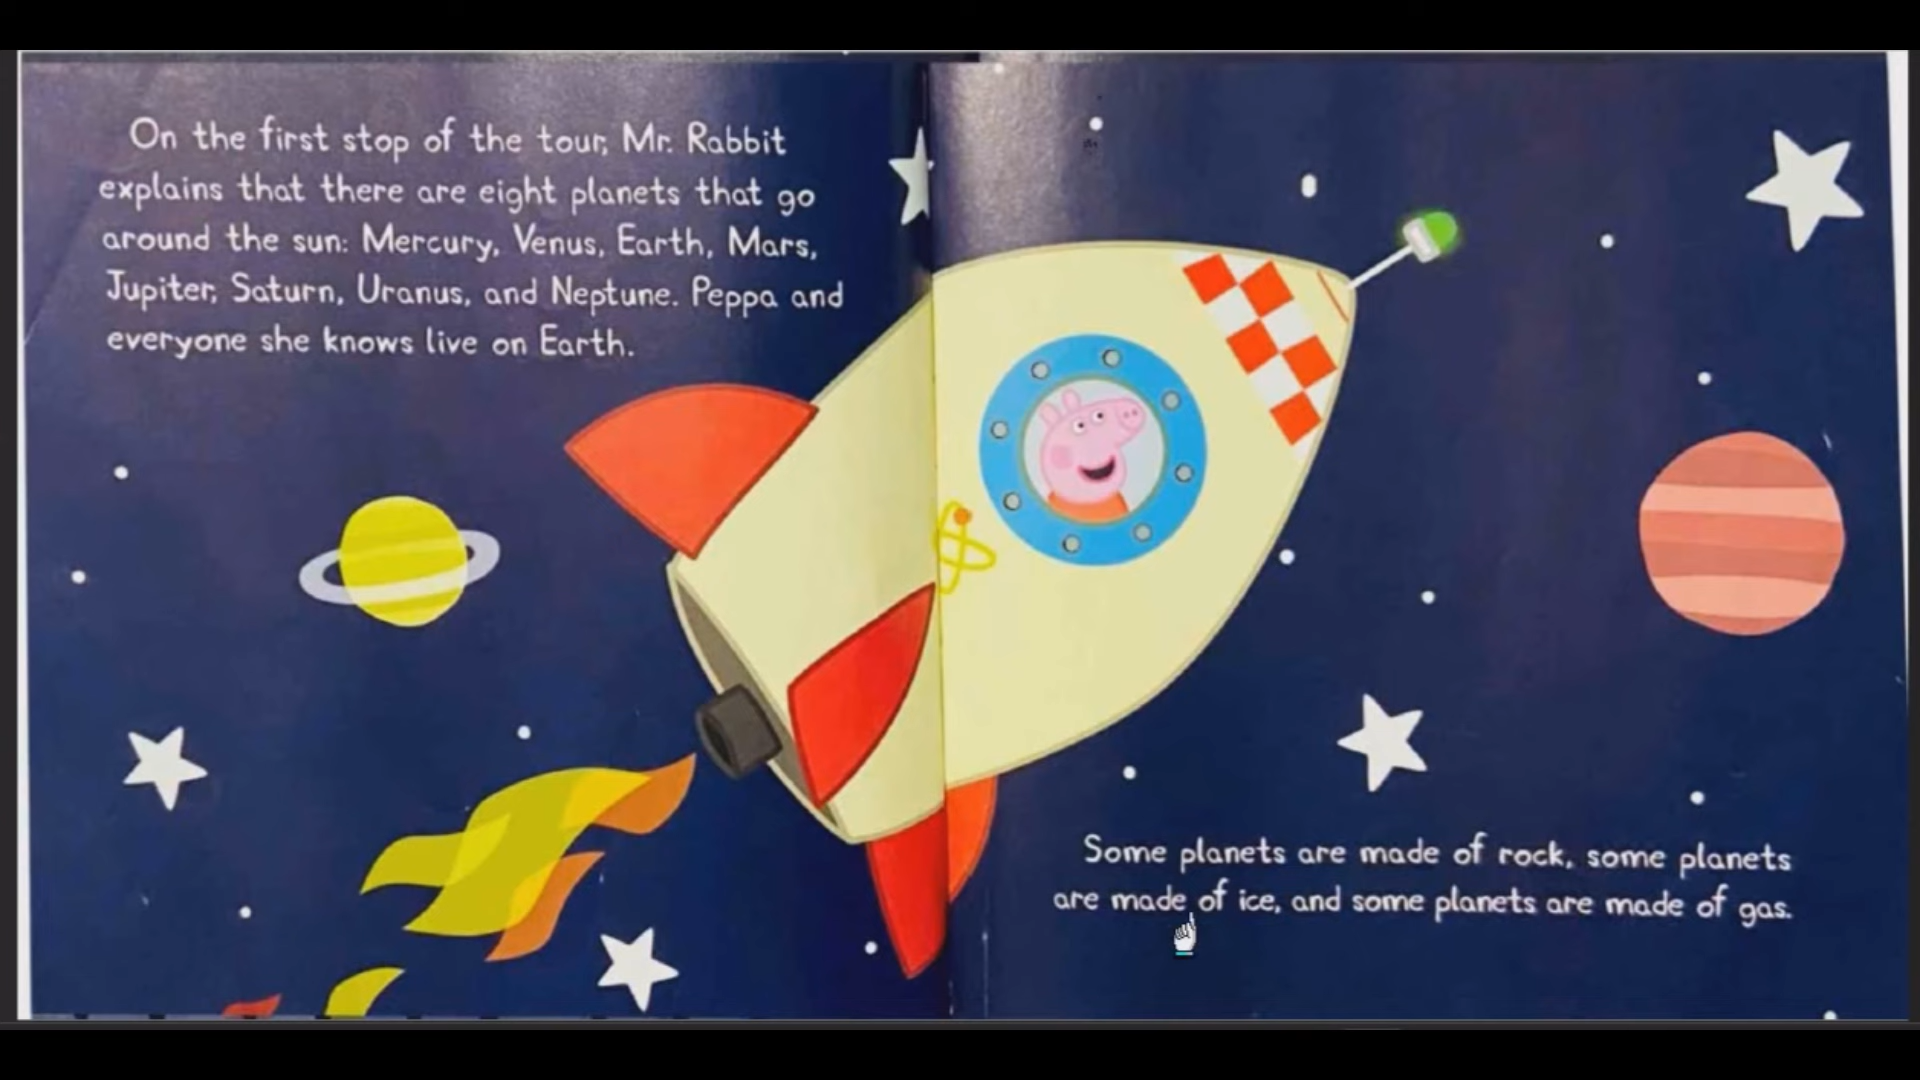 On the first stop of the tour, Mr. Rabbit
explains that there are eight planets that go
around the sun: Mercury, Venus, Earth, Mars,
Jupiter, Saturn, Uranus, and Neptune. Peppa and
everyone she knows live on Earth.
Some planets are made of rock, some planets
are made of ice, and some planets are made of gas.